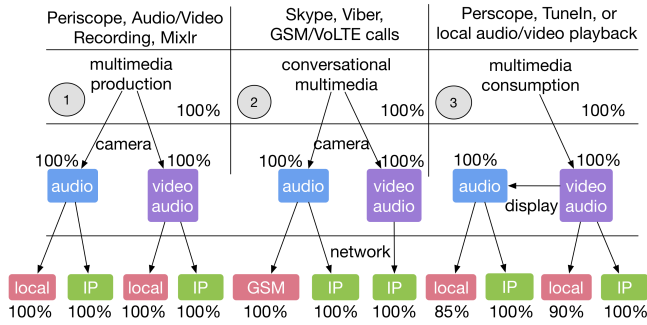 Periscope, Audio/Video
Recording, Mixlr
Skype, Viber,
GSM/VoLTE calls
Perscope, TuneIn, or
local audio/video playback
multimedia
production
conversational
multimedia
multimedia
consumption
1
100%
2
100%
3
100%
camera
camera
100%
100%
100%
100%
100%
100%
audio
video
audio
audio
video
audio
audio
video
audio
display
network
local
IP
local
IP
GSM
IP
IP
local
IP
local
IP
100%
100%
100%
100%
100%
100%
100%
85%
100%
90%
100%